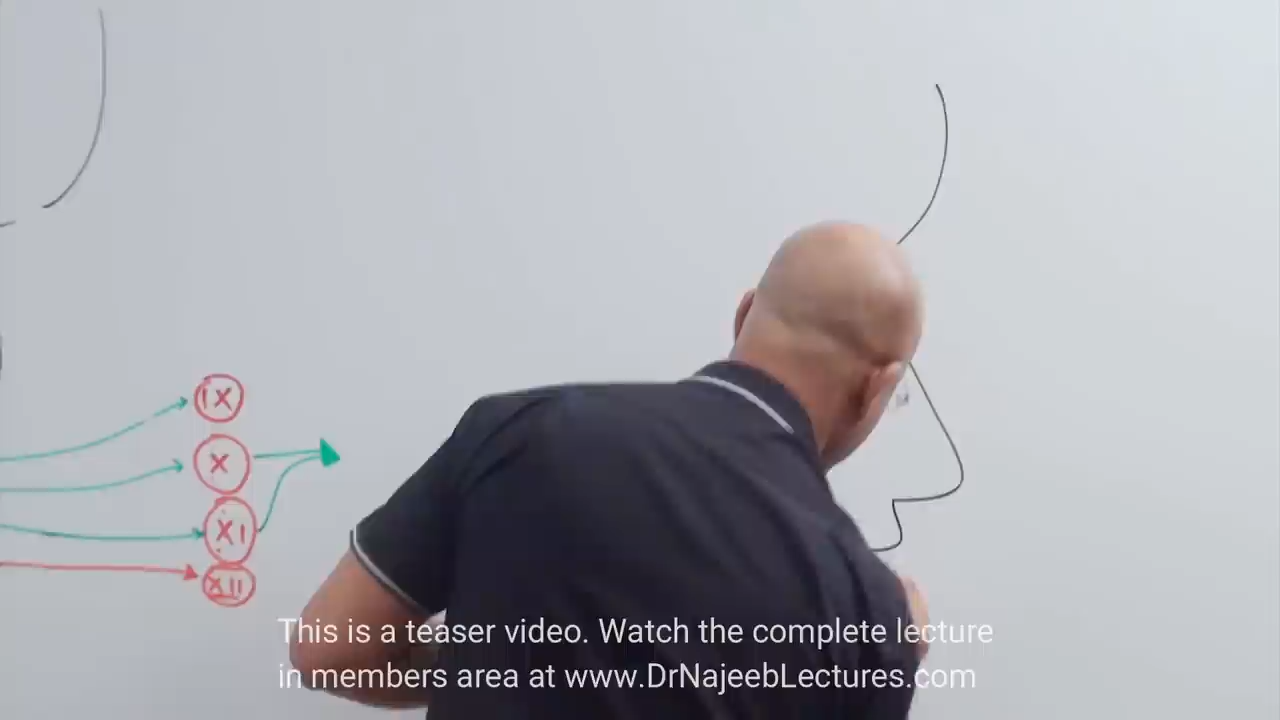 IX
X
XI
XII
This is a teaser video. Watch the complete lecture
in members area at www.DrNajeebLectures.com